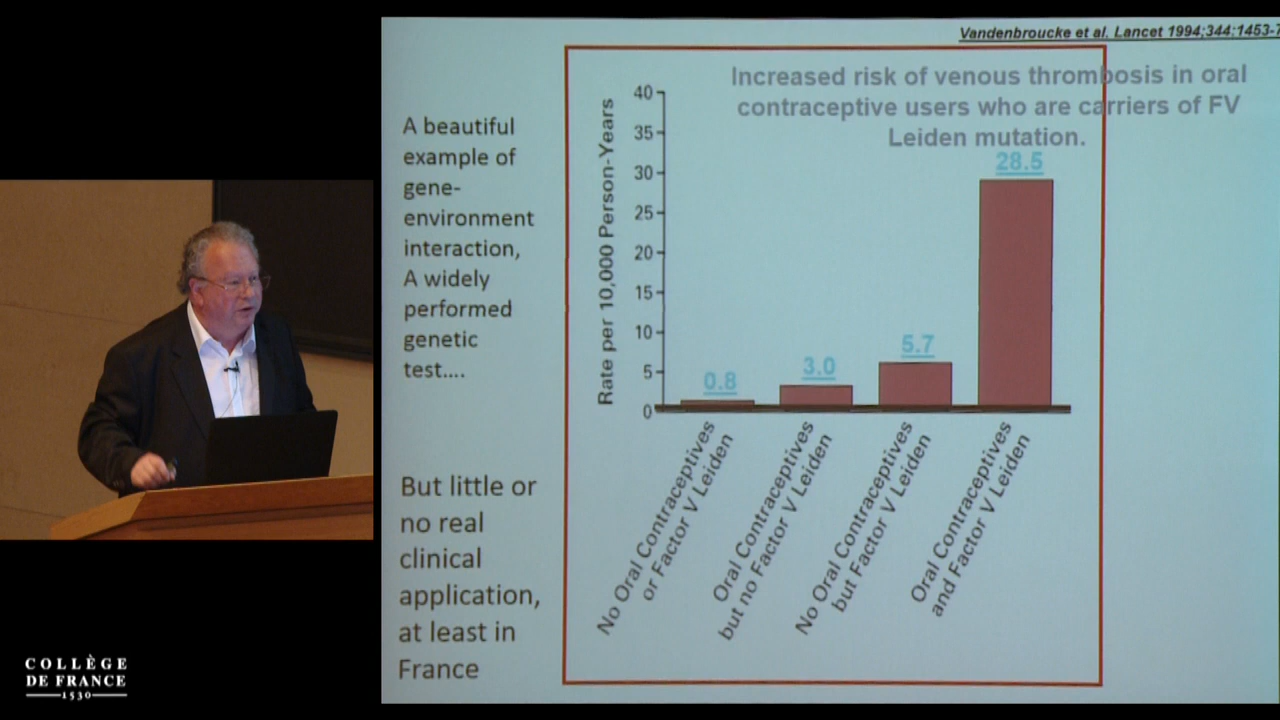 Vandenbroucke et al, Lancet 1994;344:1453-7
A beautiful
example of
gene-
environment
interaction,
A widely
performed
genetic
test....
But little or
no real
clinical
application,
at least in
France
Increased risk of venous thrombosis in oral
contraceptive users who are carriers of FV
Leiden mutation.
Rate per 10,000 Person-Years
40
35
30
25
20
15
10
5
0
0.8
3.0
5.7
28.5
No Oral Contraceptives
or Factor V Leiden
Oral Contraceptives
but no Factor V Leiden
No Oral Contraceptives
but Factor V Leiden
Oral Contraceptives
and Factor V Leiden
COLLÈGE
DE FRANCE
1530